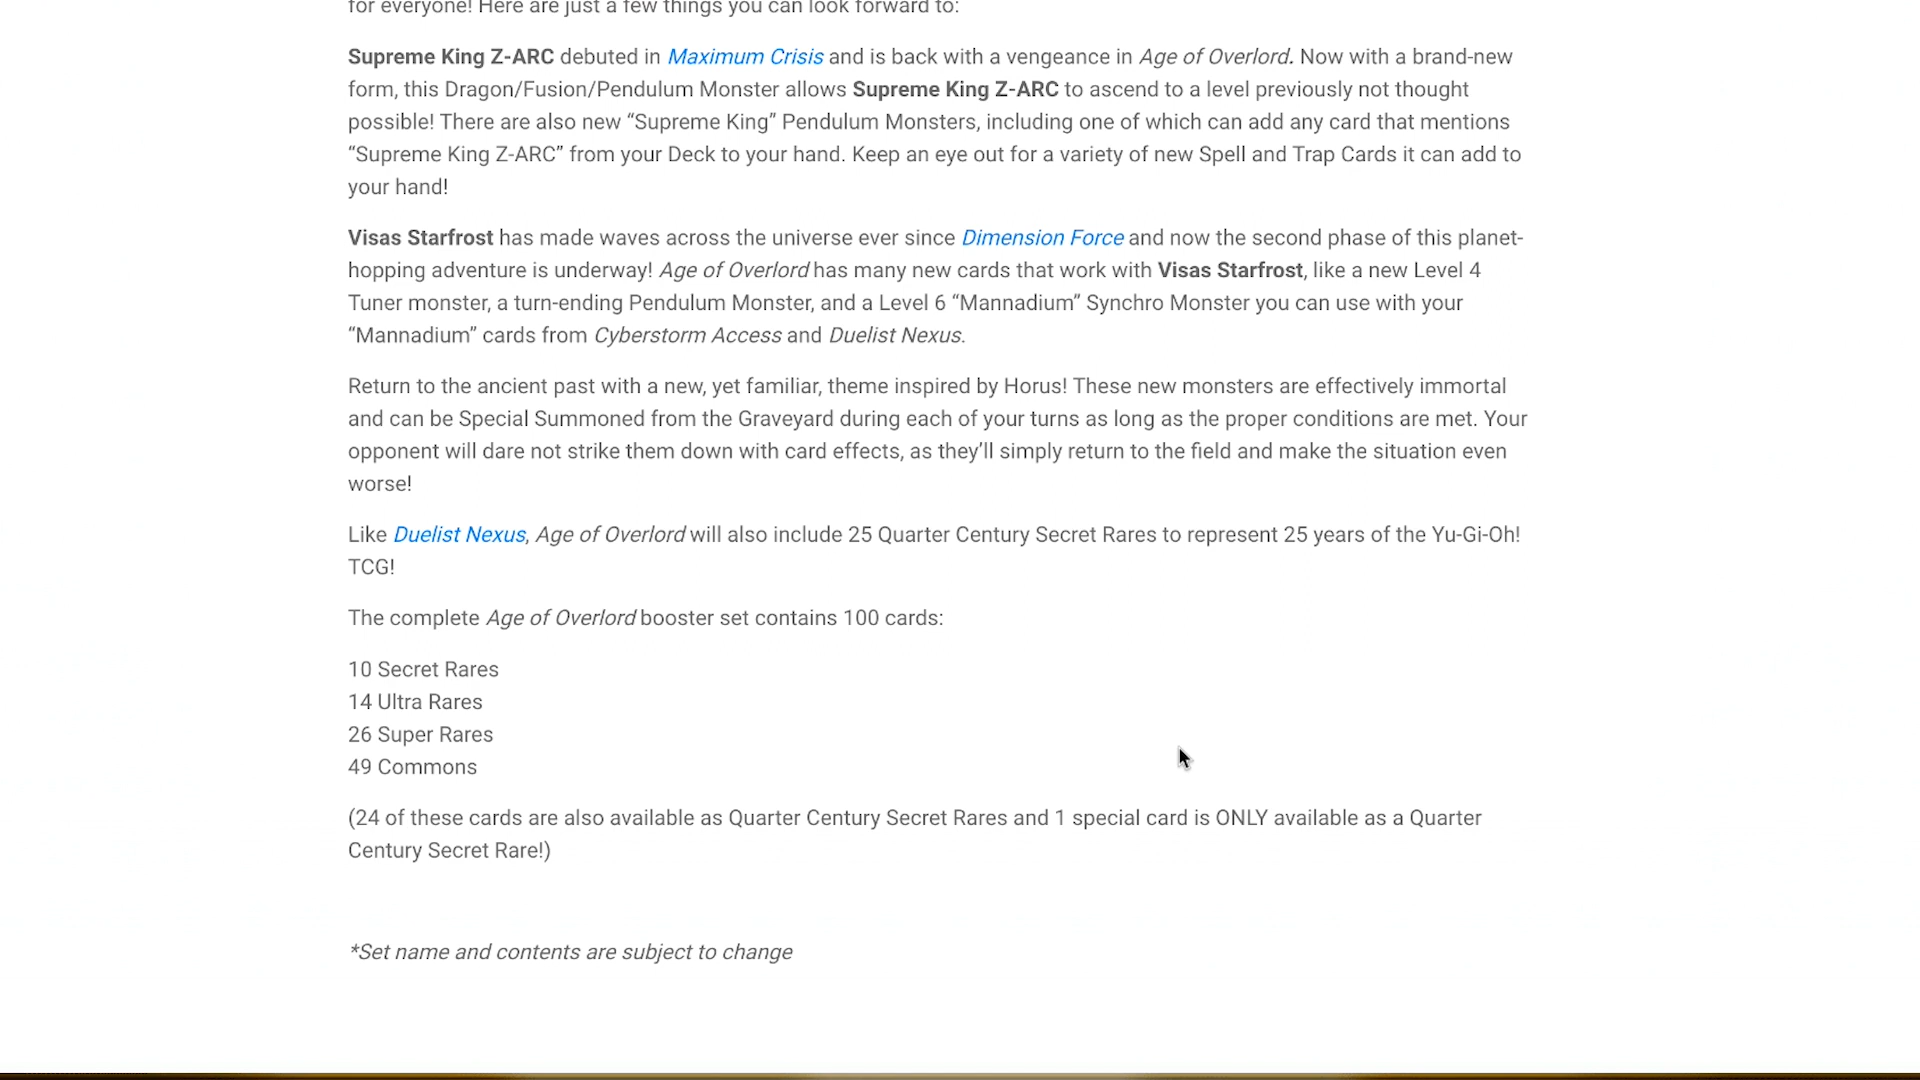 for everyone! Here are just a few things you can look forward to:
Supreme King Z-ARC debuted in Maximum Crisis and is back with a vengeance in Age of Overlord. Now with a brand-new
form, this Dragon/Fusion/Pendulum Monster allows Supreme King Z-ARC to ascend to a level previously not thought
possible! There are also new “Supreme King” Pendulum Monsters, including one of which can add any card that mentions
“Supreme King Z-ARC” from your Deck to your hand. Keep an eye out for a variety of new Spell and Trap Cards it can add to
your hand!
Visas Starfrost has made waves across the universe ever since Dimension Force and now the second phase of this planet-
hopping adventure is underway! Age of Overlord has many new cards that work with Visas Starfrost, like a new Level 4
Tuner monster, a turn-ending Pendulum Monster, and a Level 6 “Mannadium” Synchro Monster you can use with your
“Mannadium” cards from Cyberstorm Access and Duelist Nexus.
Return to the ancient past with a new, yet familiar, theme inspired by Horus! These new monsters are effectively immortal
and can be Special Summoned from the Graveyard during each of your turns as long as the proper conditions are met. Your
opponent will dare not strike them down with card effects, as they’ll simply return to the field and make the situation even
worse!
Like Duelist Nexus, Age of Overlord will also include 25 Quarter Century Secret Rares to represent 25 years of the Yu-Gi-Oh!
TCG!
The complete Age of Overlord booster set contains 100 cards:
10 Secret Rares
14 Ultra Rares
26 Super Rares
49 Commons
(24 of these cards are also available as Quarter Century Secret Rares and 1 special card is ONLY available as a Quarter
Century Secret Rare!)
*Set name and contents are subject to change